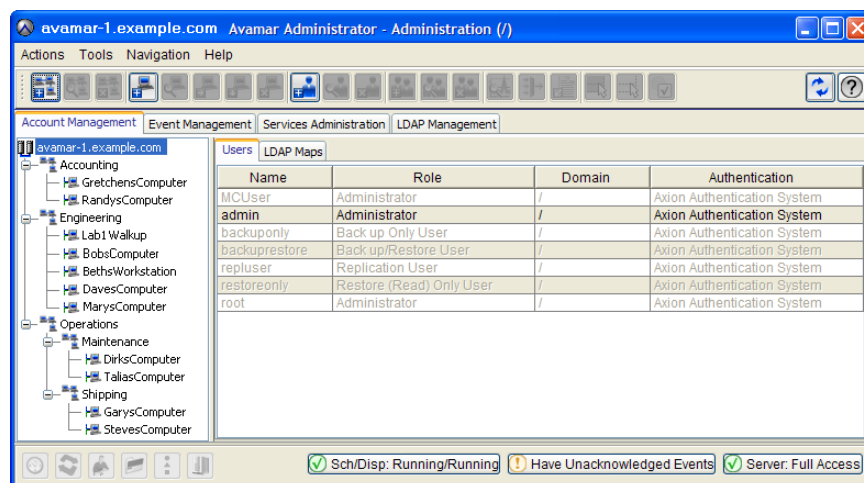 avamar-1.example.com Avamar Administrator - Administration (/)
Actions Tools Navigation Help
Account Management Event Management Services Administration LDAP Management
avamar-1.example.com
Accounting
GretchensComputer
RandysComputer
Engineering
Lab1Walkup
BobsComputer
BethsWorkstation
DavesComputer
MarysComputer
Operations
Maintenance
DirksComputer
TaliasComputer
Shipping
GarysComputer
StevesComputer
Users LDAP Maps
Name Role Domain Authentication
MCUser Administrator / Axion Authentication System
admin Administrator / Axion Authentication System
backuponly Back up Only User / Axion Authentication System
backuprestore Back up/Restore User / Axion Authentication System
repluser Replication User / Axion Authentication System
restoreonly Restore (Read) Only User / Axion Authentication System
root Administrator / Axion Authentication System
Sch/Disp: Running/Running Have Unacknowledged Events Server: Full Access